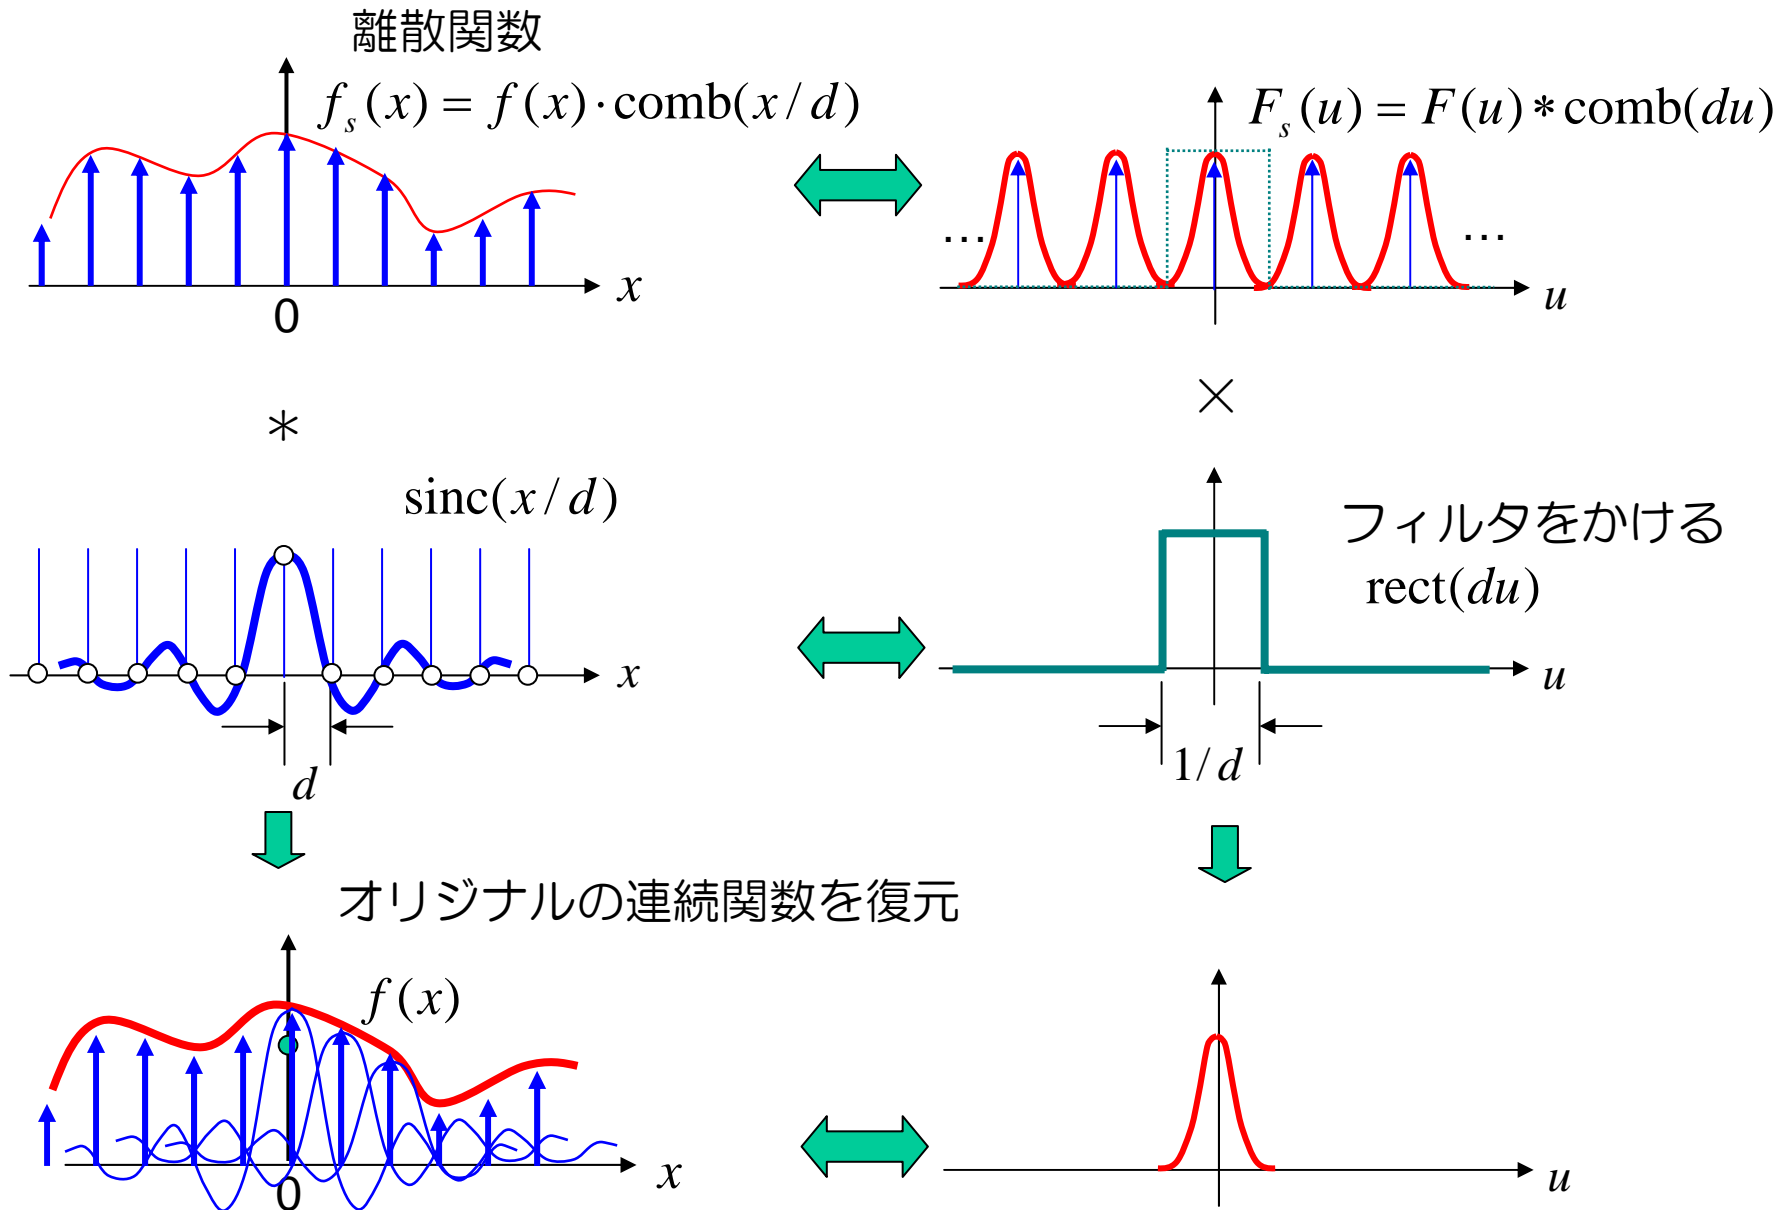 離散関数
f_s(x) = f(x)·comb(x/d)
F_s(u) = F(u)∗comb(du)
...
...
x
0
u
∗
×
sinc(x/d)
フィルタをかける
rect(du)
x
u
d
1/d
オリジナルの連続関数を復元
f(x)
x
0
u